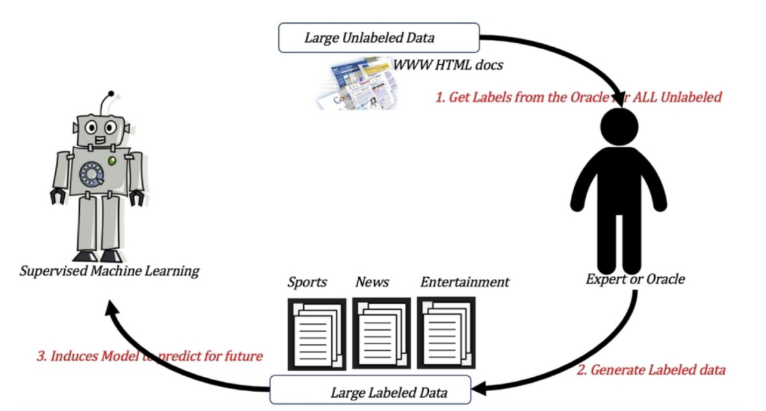 Large Unlabeled Data
WWW HTML docs
1. Get Labels from the Oracle for ALL Unlabeled
Supervised Machine Learning
Sports
News
Entertainment
Expert or Oracle
3. Induces Model to predict for future
2. Generate Labeled data
Large Labeled Data